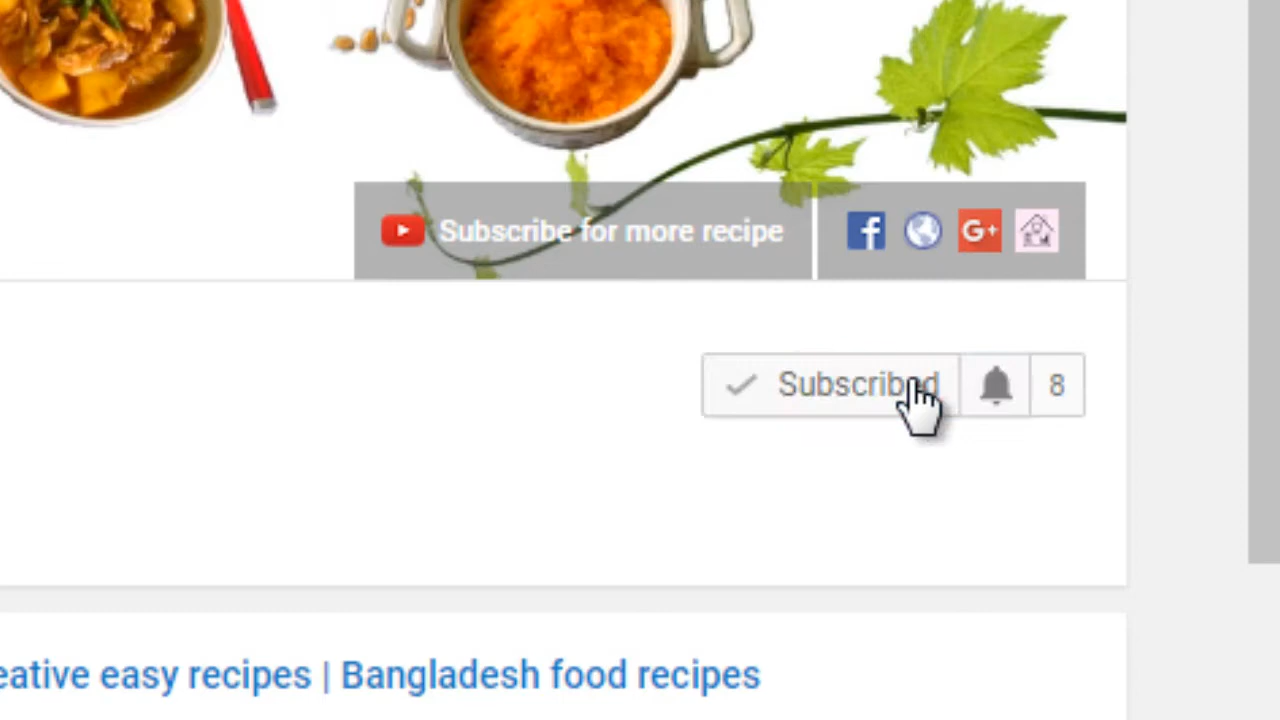 Subscribe for more recipe
f
G+
Subscribed 8
eative easy recipes | Bangladesh food recipes